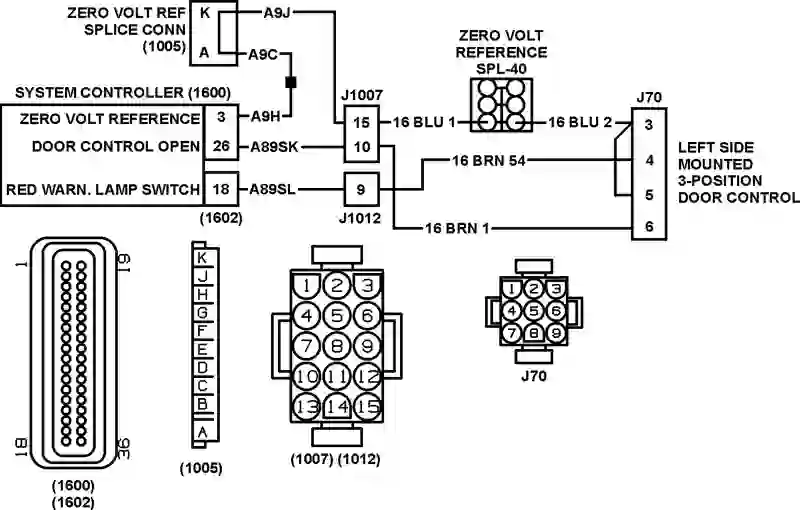 ZERO VOLT REF
SPLICE CONN
(1005)
K
A
A9J
A9C
ZERO VOLT
REFERENCE
SPL-40
SYSTEM CONTROLLER (1600)
ZERO VOLT REFERENCE 3 A9H
DOOR CONTROL OPEN 26 A89SK
RED WARN. LAMP SWITCH 18 A89SL
(1602)
J1007
15 16 BLU 1 16 BLU 2
10
9 16 BRN 54
J1012
16 BRN 1
J70
3
4
5
6
LEFT SIDE
MOUNTED
3-POSITION
DOOR CONTROL
1 19
18 36
(1600)
(1602)
K
J
H
G
F
E
D
C
B
A
(1005)
1 2 3
4 5 6
7 8 9
10 11 12
13 14 15
(1007) (1012)
1 2 3
4 5 6
7 8 9
J70